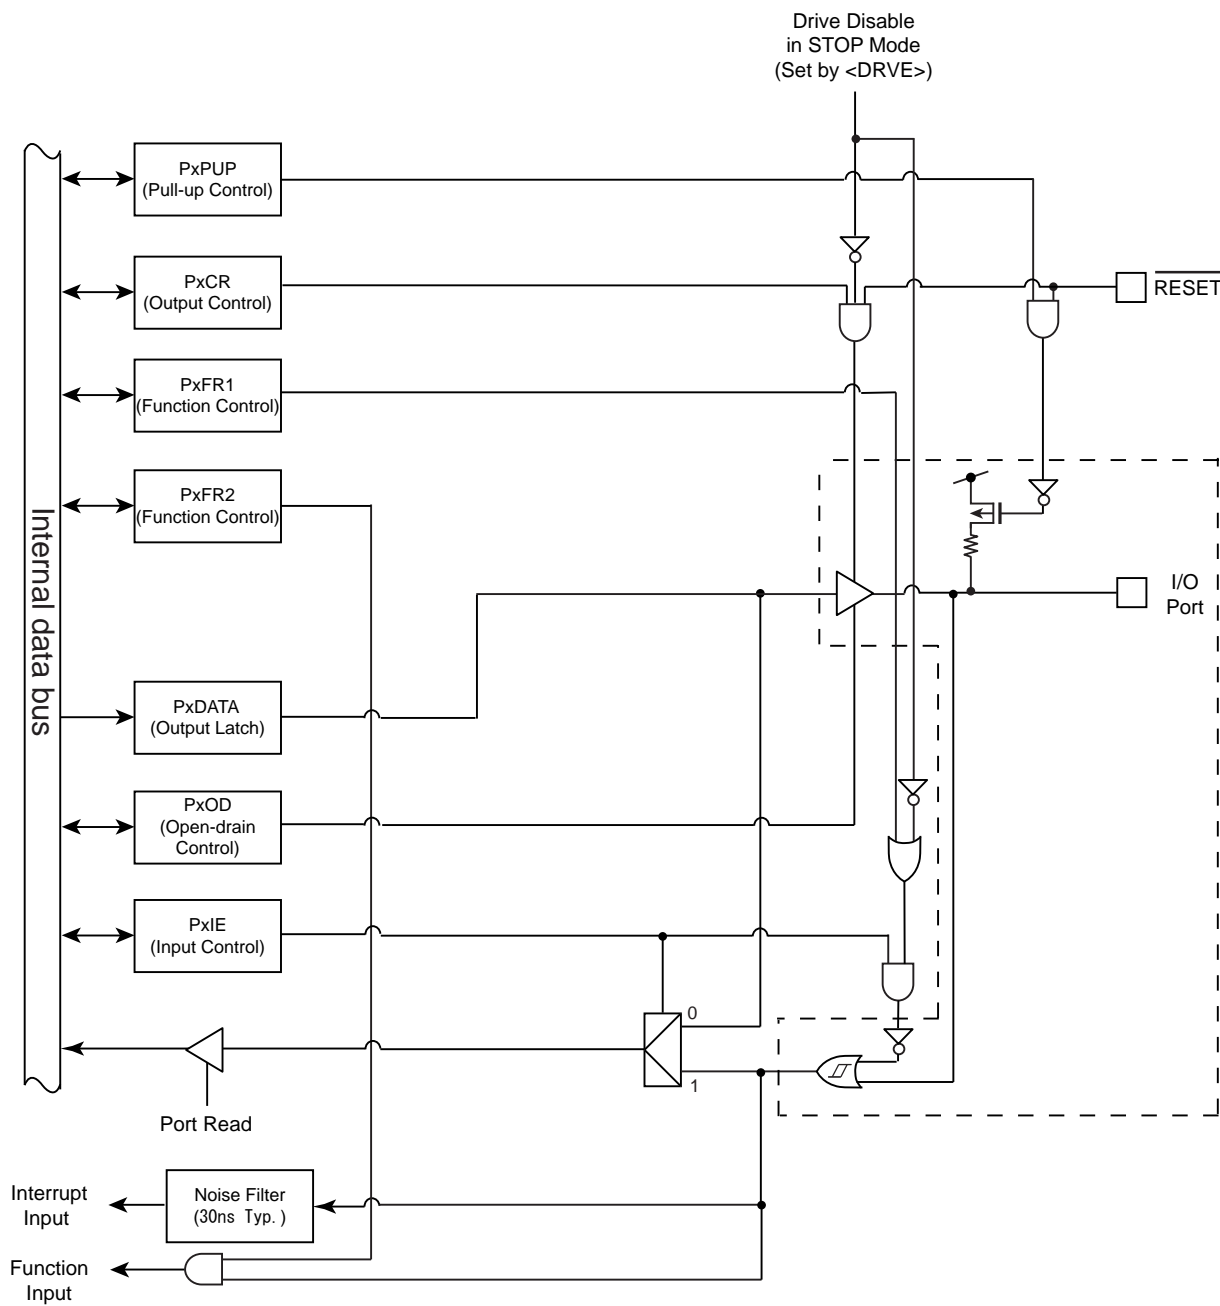 Drive Disable
in STOP Mode
(Set by <DRVE>)
PxPUP
(Pull-up Control)
PxCR
(Output Control)
RESET
PxFR1
(Function Control)
PxFR2
(Function Control)
Internal data bus
I/O
Port
PxDATA
(Output Latch)
PxOD
(Open-drain
Control)
PxIE
(Input Control)
0
1
Port Read
Interrupt
Input
Noise Filter
(30ns Typ.)
Function
Input